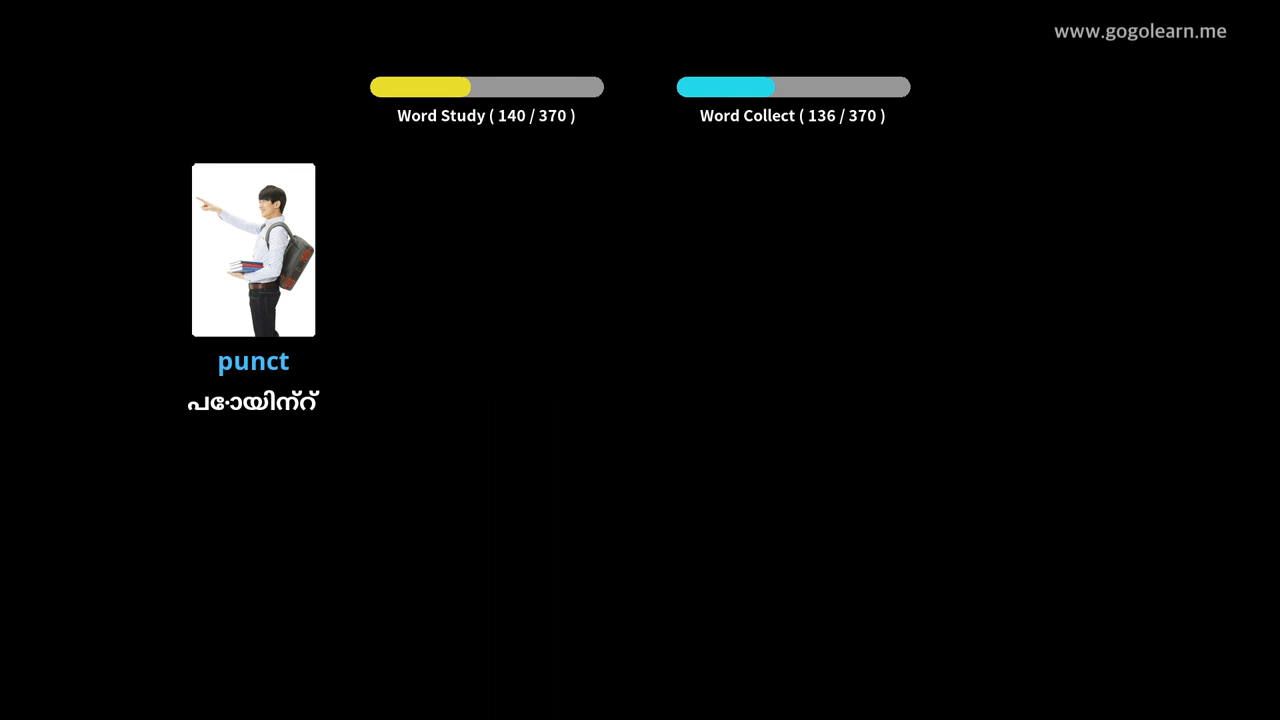 www.gogolearn.me
Word Study ( 140 / 370 )
Word Collect ( 136 / 370 )
punct
പോയിന്റ്